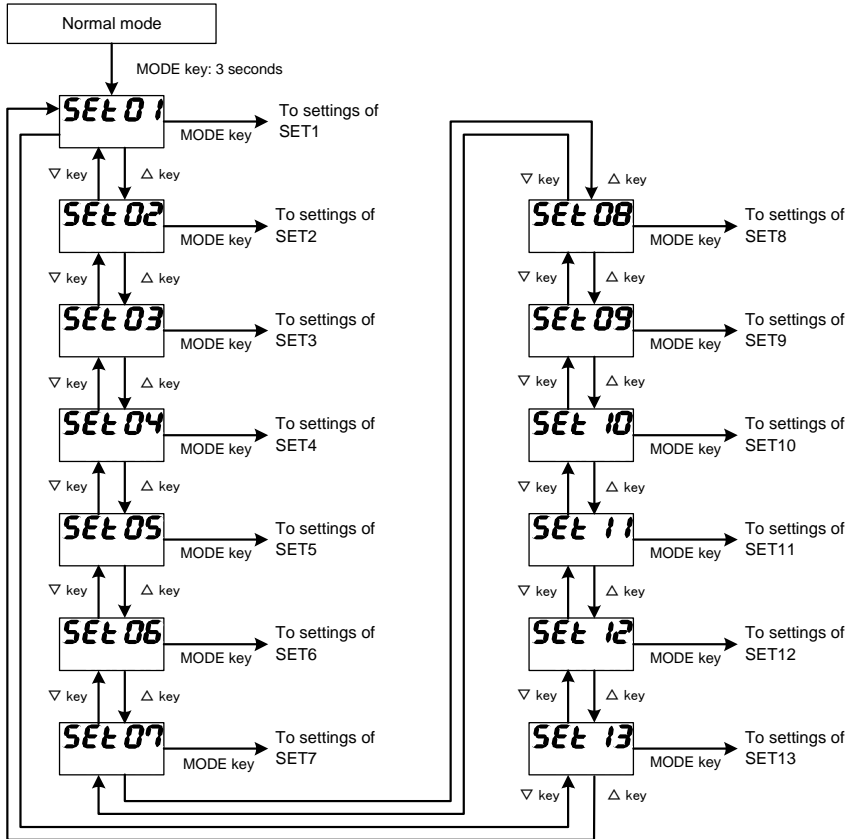 Normal mode
MODE key: 3 seconds
SEt 01
MODE key
To settings of
SET1
▽ key
△ key
SEt 02
MODE key
To settings of
SET2
▽ key
△ key
SEt 03
MODE key
To settings of
SET3
▽ key
△ key
SEt 04
MODE key
To settings of
SET4
▽ key
△ key
SEt 05
MODE key
To settings of
SET5
▽ key
△ key
SEt 06
MODE key
To settings of
SET6
▽ key
△ key
SEt 07
MODE key
To settings of
SET7
▽ key
△ key
SEt 08
MODE key
To settings of
SET8
▽ key
△ key
SEt 09
MODE key
To settings of
SET9
▽ key
△ key
SEt 10
MODE key
To settings of
SET10
▽ key
△ key
SEt 11
MODE key
To settings of
SET11
▽ key
△ key
SEt 12
MODE key
To settings of
SET12
▽ key
△ key
SEt 13
MODE key
To settings of
SET13
▽ key
△ key